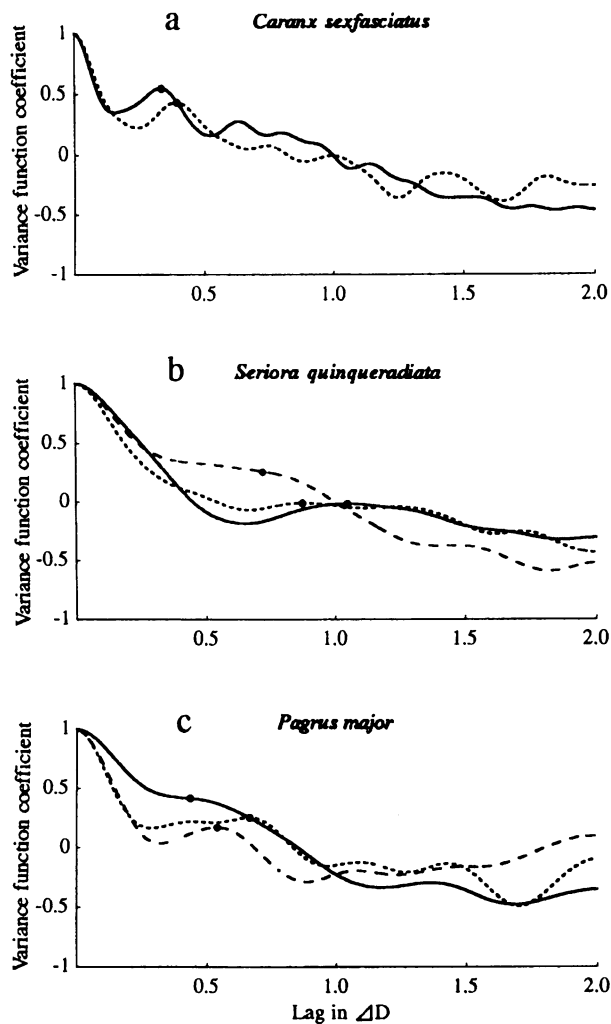 a Caranx sexfasciatus
Variance function coefficient
1
0.5
0
-0.5
-1
0.5 1.0 1.5 2.0
b Seriora quinqueradiata
Variance function coefficient
1
0.5
0
-0.5
-1
0.5 1.0 1.5 2.0
c Pagrus major
Variance function coefficient
1
0.5
0
-0.5
-1
0.5 1.0 1.5 2.0
Lag in ⊿D